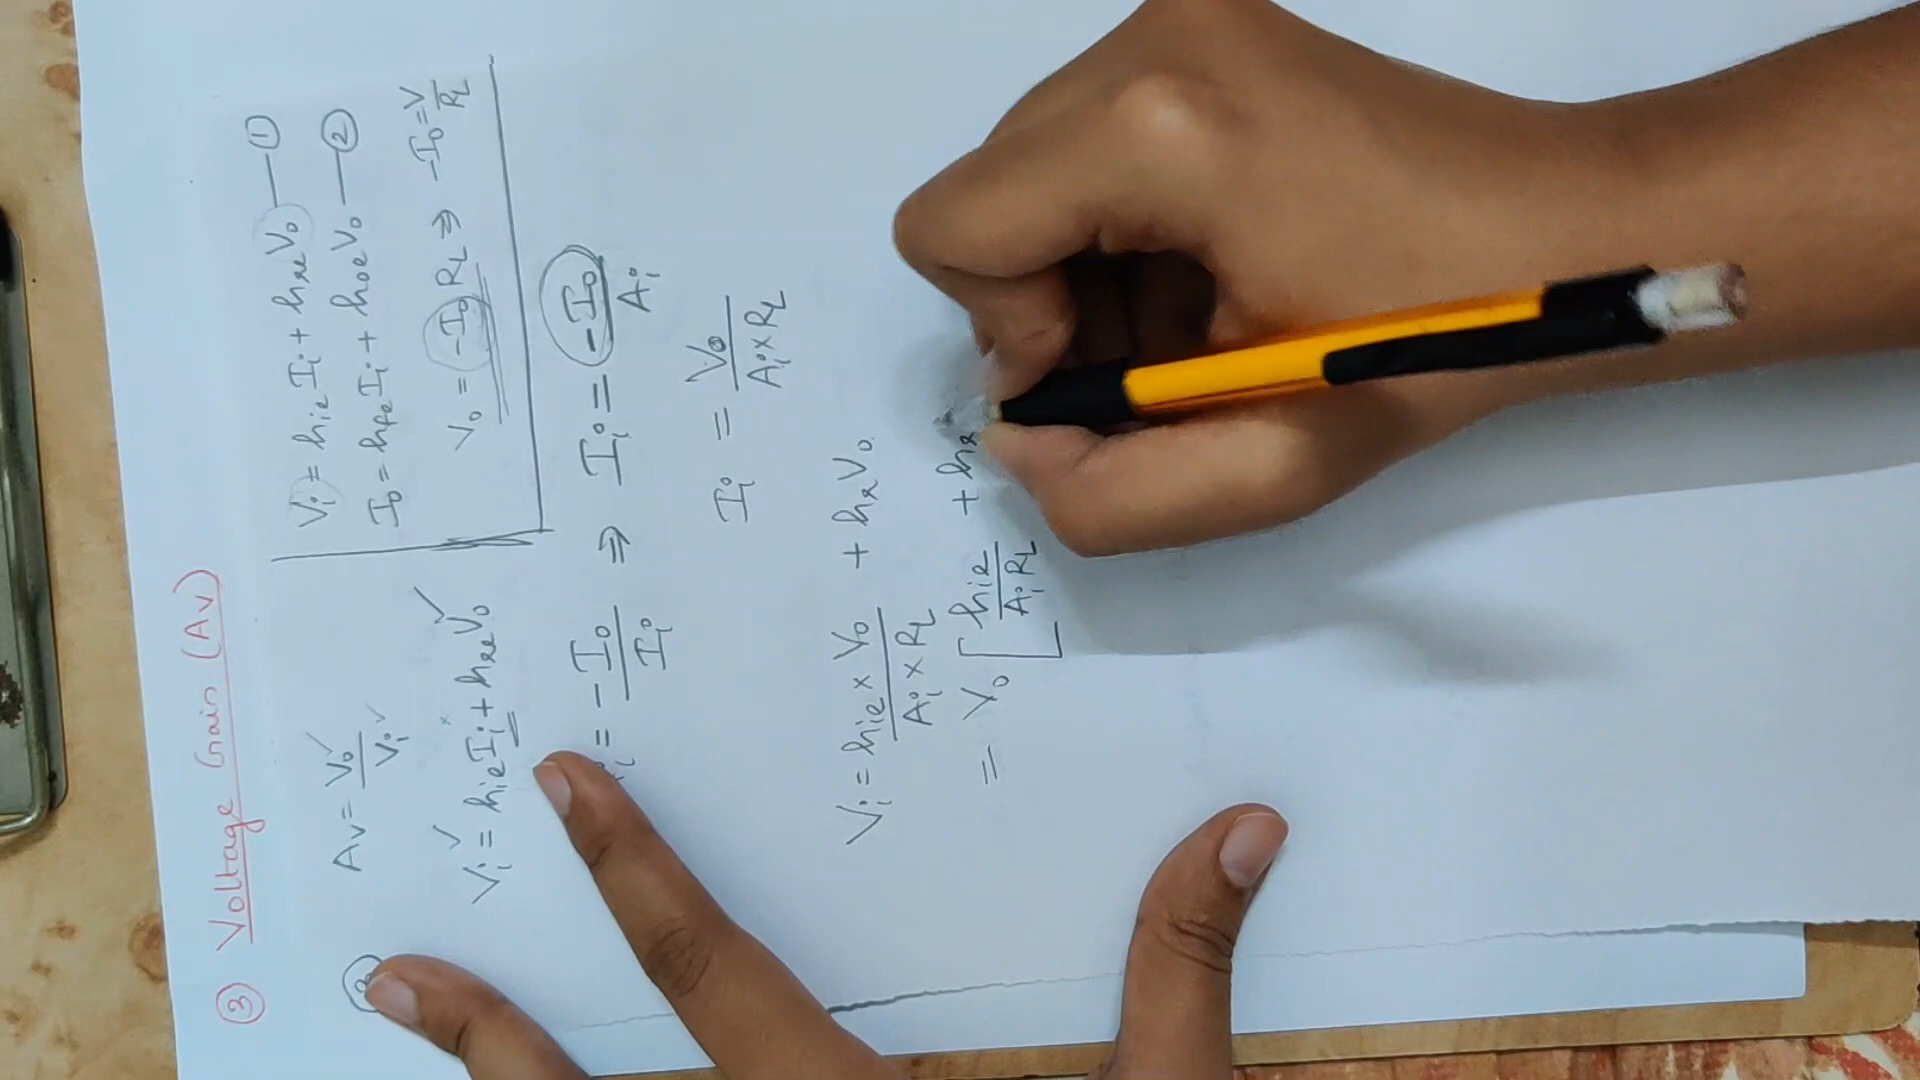 ③ Voltage Gain (Av)
Av = Vo / Vi
Vi = hie Ii + hre Vo — ①
Io = hfe Ii + hoe Vo — ②
Vo = -Io RL ⇒ -Io = V / RL
Vi = hie Ii + hre Vo
= -Io / Ii ⇒ Ii = -Io / Ai
Ii = Vo / Ai × RL
Vi = hie × Vo / Ai × RL + hr Vo
= Vo [ hie / Ai RL + hr